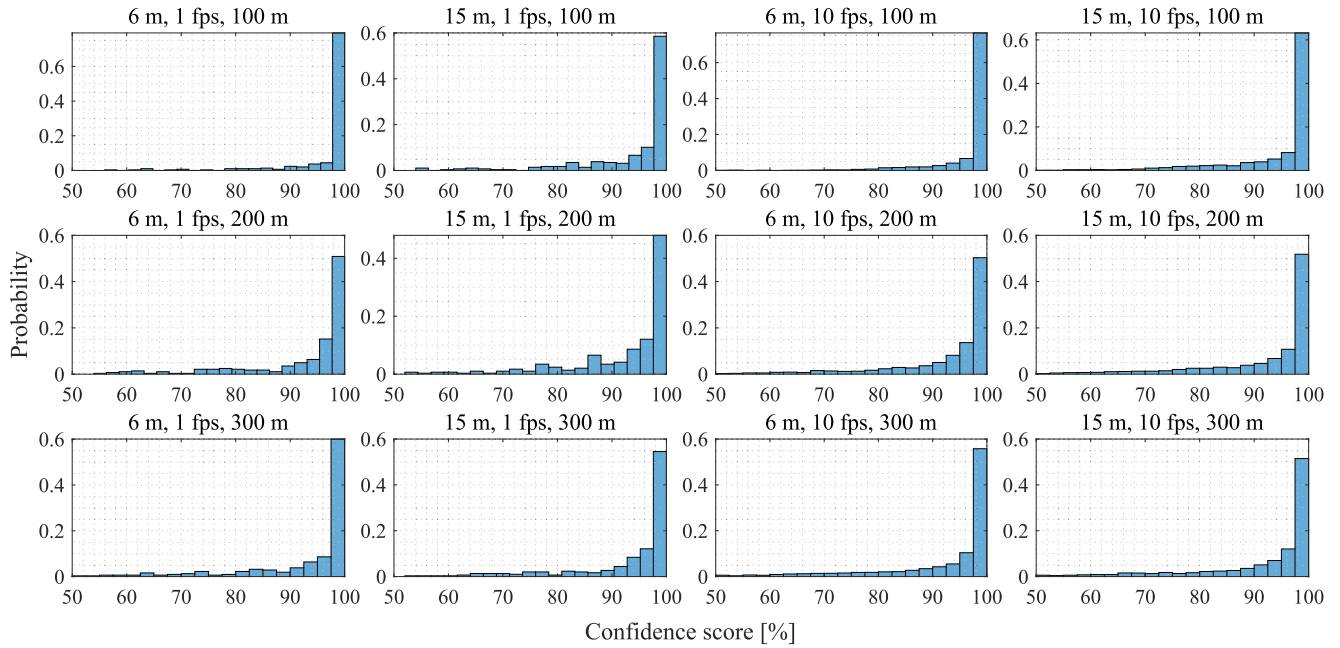 6 m, 1 fps, 100 m
15 m, 1 fps, 100 m
6 m, 10 fps, 100 m
15 m, 10 fps, 100 m
0.6
0.4
0.2
0
50 60 70 80 90 100
0.6
0.4
0.2
0
50 60 70 80 90 100
0.6
0.4
0.2
0
50 60 70 80 90 100
0.6
0.4
0.2
0
50 60 70 80 90 100
6 m, 1 fps, 200 m
15 m, 1 fps, 200 m
6 m, 10 fps, 200 m
15 m, 10 fps, 200 m
Probability
0.6
0.4
0.2
0
50 60 70 80 90 100
0.4
0.2
0
50 60 70 80 90 100
0.6
0.4
0.2
0
50 60 70 80 90 100
0.6
0.4
0.2
0
50 60 70 80 90 100
6 m, 1 fps, 300 m
15 m, 1 fps, 300 m
6 m, 10 fps, 300 m
15 m, 10 fps, 300 m
0.6
0.4
0.2
0
50 60 70 80 90 100
0.6
0.4
0.2
0
50 60 70 80 90 100
0.6
0.4
0.2
0
50 60 70 80 90 100
0.6
0.4
0.2
0
50 60 70 80 90 100
Confidence score [%]